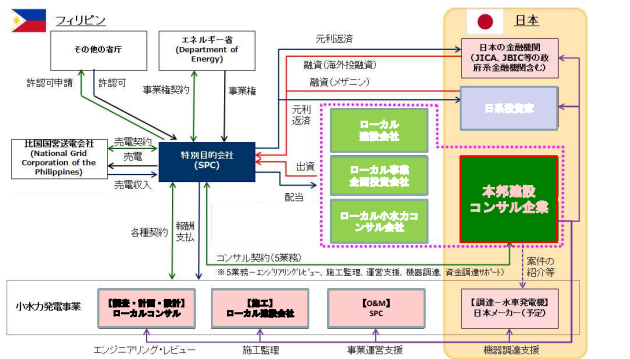 フィリピン
日本
その他の省庁
エネルギー省
(Department of
Energy)
元利返済
日本の金融機関
(JICA、JBIC等の政
府系金融機関含む)
融資(海外投融資)
融資(メザニン)
許認可申請
許認可
事業権契約
事業権
元利
返済
日系投資家
ローカル
建設会社
比国国営送電会社
(National Grid
Corporation of the
Philippines)
売電契約
売電
売電収入
特別目的会社
(SPC)
出資
配当
ローカル事業
企画投資会社
ローカル小水力コ
ンサル会社
本邦建設
コンサル企業
各種契約
報酬
支払
コンサル契約(5業務)
※5業務－エンジリアリングレビュー、施工監理、運営支援、機器調達、資金調達サポート)
案件の
紹介等
小水力発電事業
【調査・計画・設計】
ローカルコンサル
【施工】
ローカル建設会社
【O&M】
SPC
【調達－水車発電機】
日本メーカー(予定)
エンジニアリング・レビュー
施工監理
事業運営支援
機器調達支援